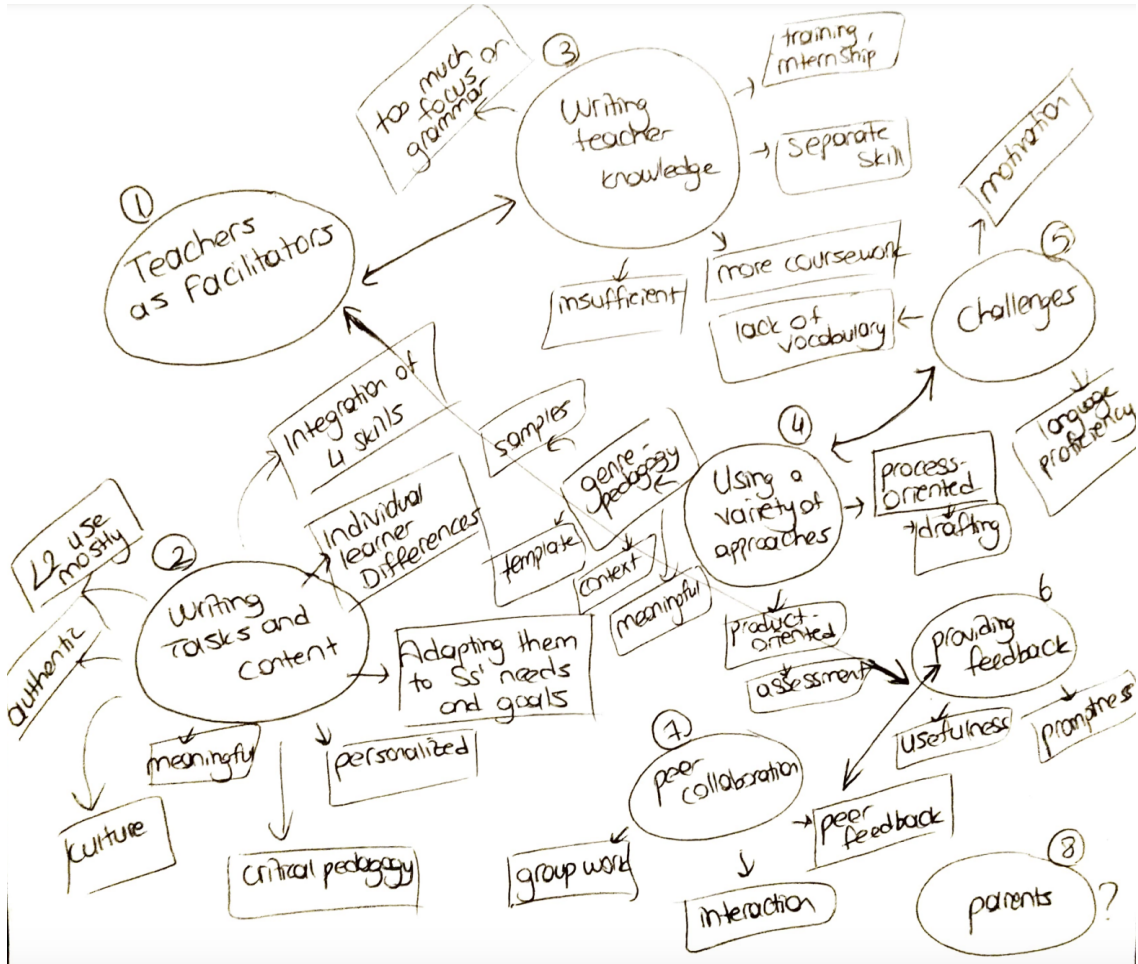 ①
Teachers
as Facilitators
③
Writing
teacher
knowledge
too much
focus on
grammar
training,
internship
separate
skill
more coursework
insufficient
⑤
Challenges
motivation
lack of
vocobulary
language
proficiency
②
Writing
Tasks and
content
Integration of
4 skills
Individual
learner
Differences
Adapting them
to Ss' needs
and goals
personalized
critical pedagogy
meaningful
culture
authentic
L2 use
mostly
④
Using a
variety of
approaches
genre-
pedagogy
samples
template
context
meaningful
process-
oriented
drafting
product-
oriented
assessment
6
providing
feedback
usefulness
promptness
⑦
peer
collaboration
group work
interaction
peer
feedback
⑧
parents ?